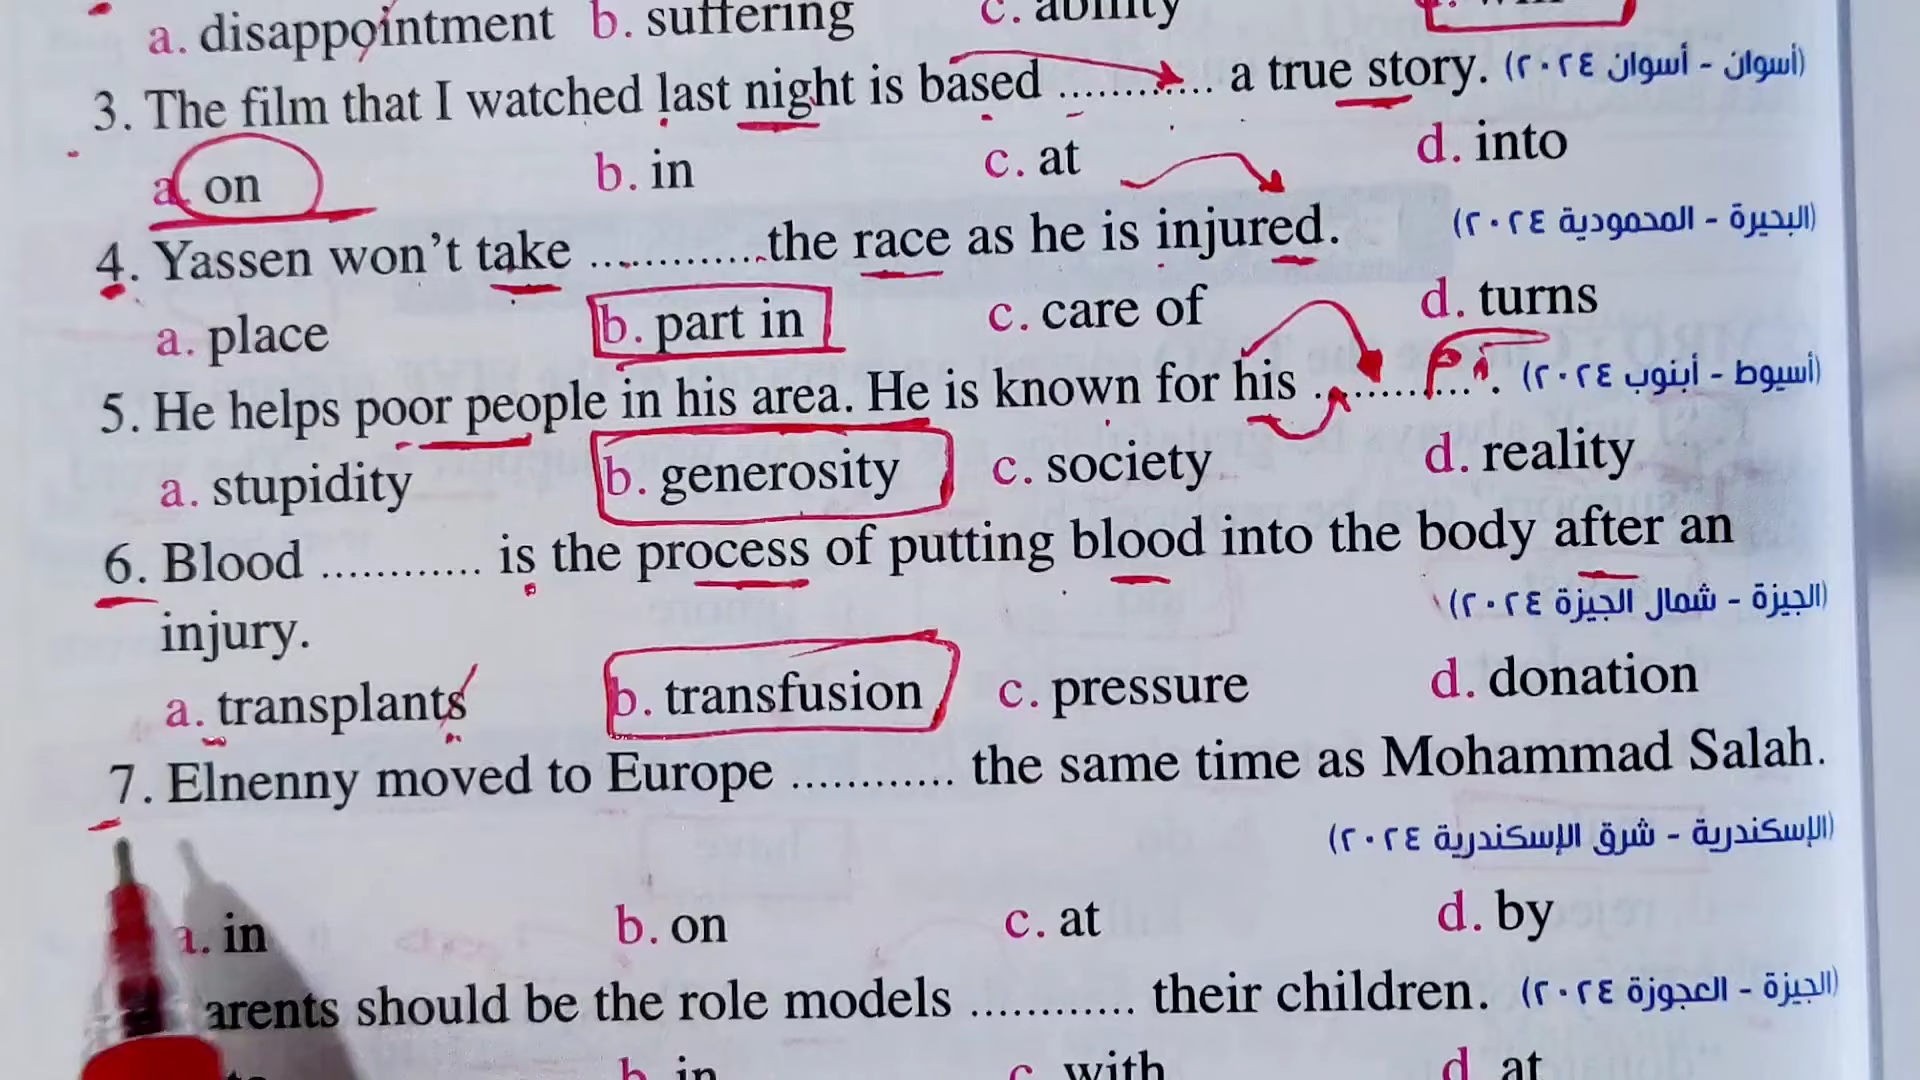 a. disappointment b. suffering c. ability
3. The film that I watched last night is based ............ a true story. (أسوان - أسوان ٢٠٢٤)
a. on b. in c. at d. into
4. Yassen won't take .............the race as he is injured. (البحيرة - المحمودية ٢٠٢٤)
a. place b. part in c. care of d. turns
5. He helps poor people in his area. He is known for his ............. (أسيوط - أبنوب ٢٠٢٤)
a. stupidity b. generosity c. society d. reality
6. Blood ............ is the process of putting blood into the body after an
injury. (الجيزة - شمال الجيزة ٢٠٢٤)
a. transplants b. transfusion c. pressure d. donation
7. Elnenny moved to Europe ............ the same time as Mohammad Salah.
(الإسكندرية - شرق الإسكندرية ٢٠٢٤)
a. in b. on c. at d. by
arents should be the role models ............ their children. (الجيزة - العجوزة ٢٠٢٤)
b. in c. with d. at